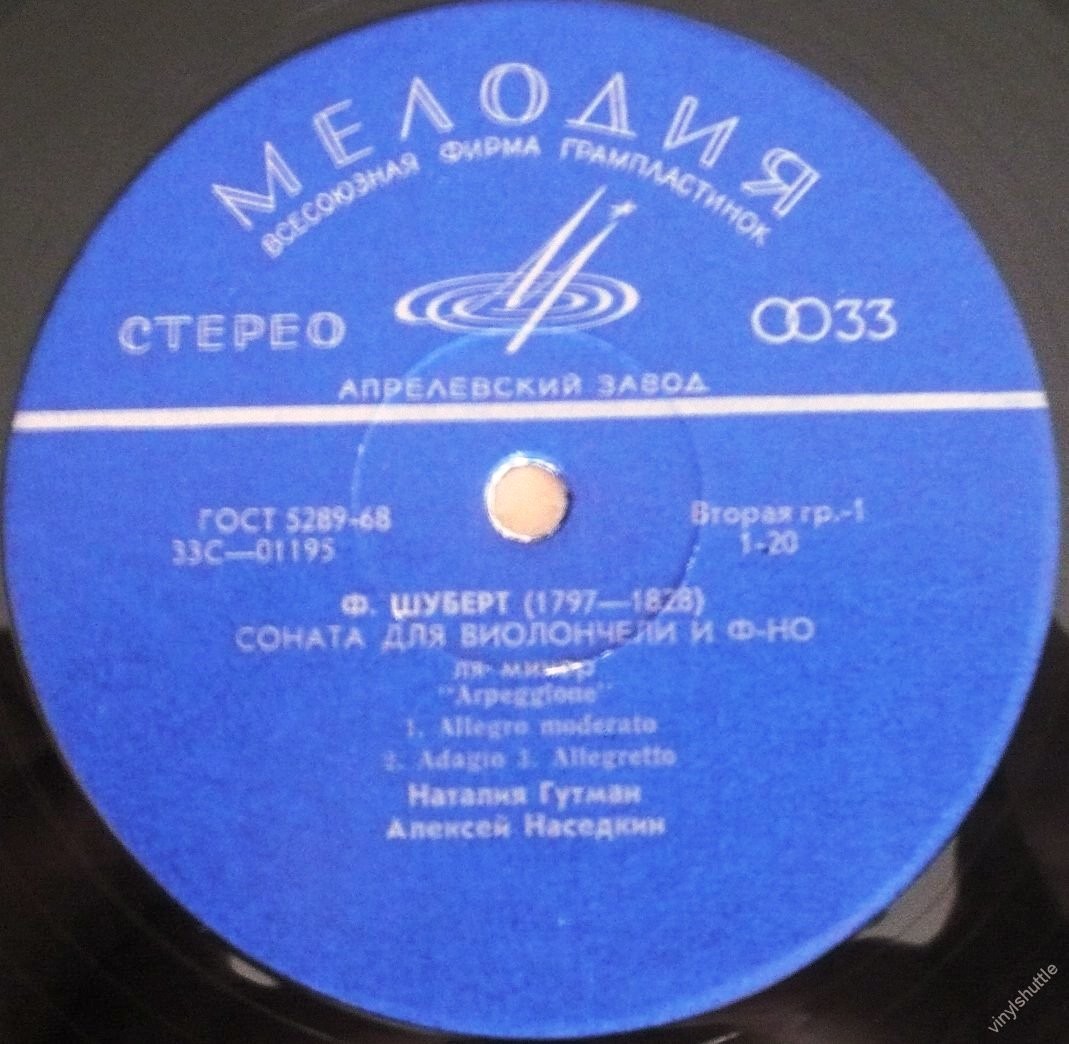 МЕЛОДИЯ
ВСЕСОЮЗНАЯ ФИРМА ГРАМПЛАСТИНОК
СТЕРЕО
33
АПРЕЛЕВСКИЙ ЗАВОД
ГОСТ 5289-68
Вторая гр.-1
33С—01195
1-20
Ф. ШУБЕРТ (1797—1828)
СОНАТА ДЛЯ ВИОЛОНЧЕЛИ И Ф-НО
ля минор
"Arpeggione"
1. Allegro moderato
2. Adagio 3. Allegretto
Наталия Гутман
Алексей Наседкин
vinylshuttle